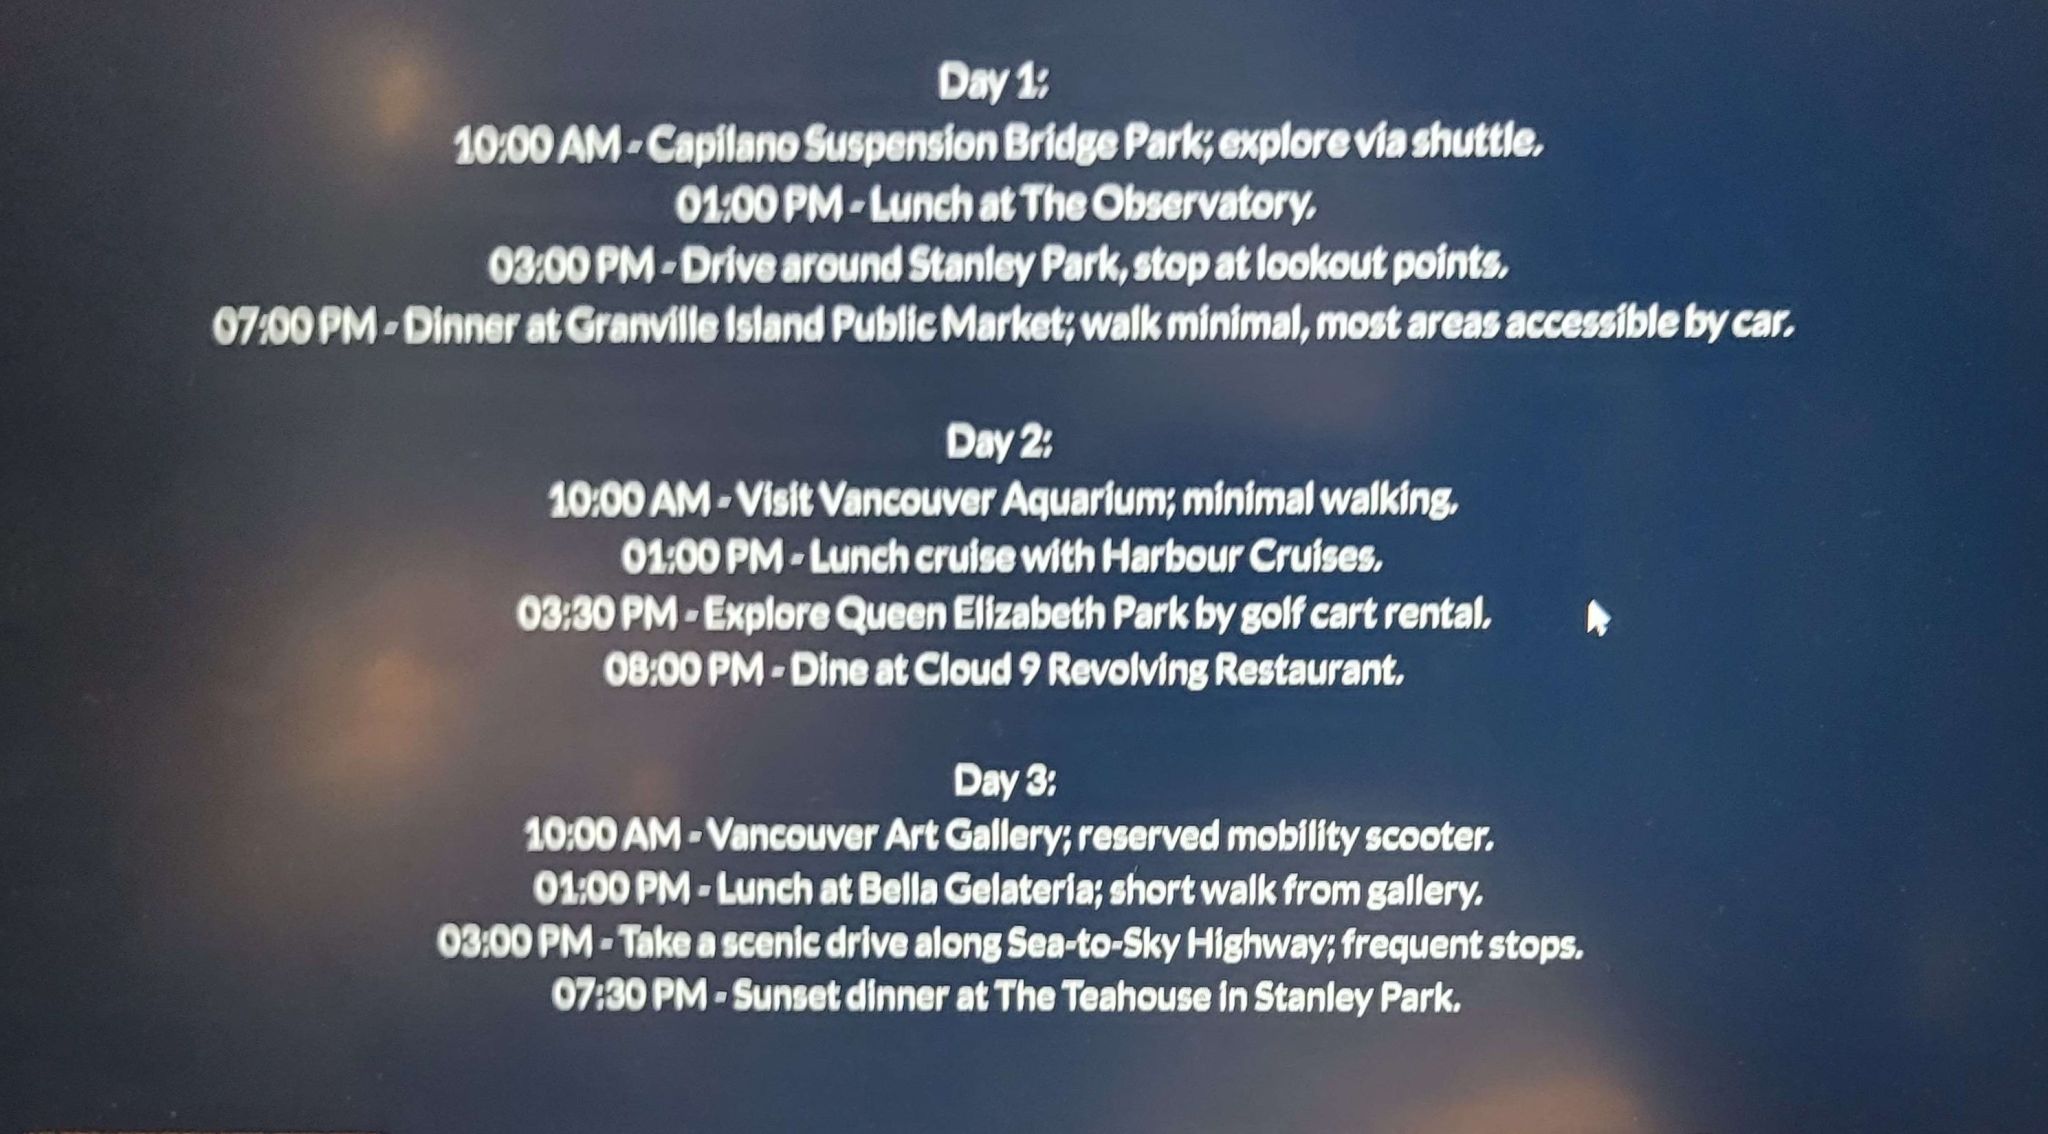 Day 1:
10:00 AM - Capilano Suspension Bridge Park; explore via shuttle.
01:00 PM - Lunch at The Observatory.
03:00 PM - Drive around Stanley Park, stop at lookout points.
07:00 PM - Dinner at Granville Island Public Market; walk minimal, most areas accessible by car.
Day 2:
10:00 AM - Visit Vancouver Aquarium; minimal walking.
01:00 PM - Lunch cruise with Harbour Cruises.
03:30 PM - Explore Queen Elizabeth Park by golf cart rental.
08:00 PM - Dine at Cloud 9 Revolving Restaurant.
Day 3:
10:00 AM - Vancouver Art Gallery; reserved mobility scooter.
01:00 PM - Lunch at Bella Gelateria; short walk from gallery.
03:00 PM - Take a scenic drive along Sea-to-Sky Highway; frequent stops.
07:30 PM - Sunset dinner at The Teahouse in Stanley Park.